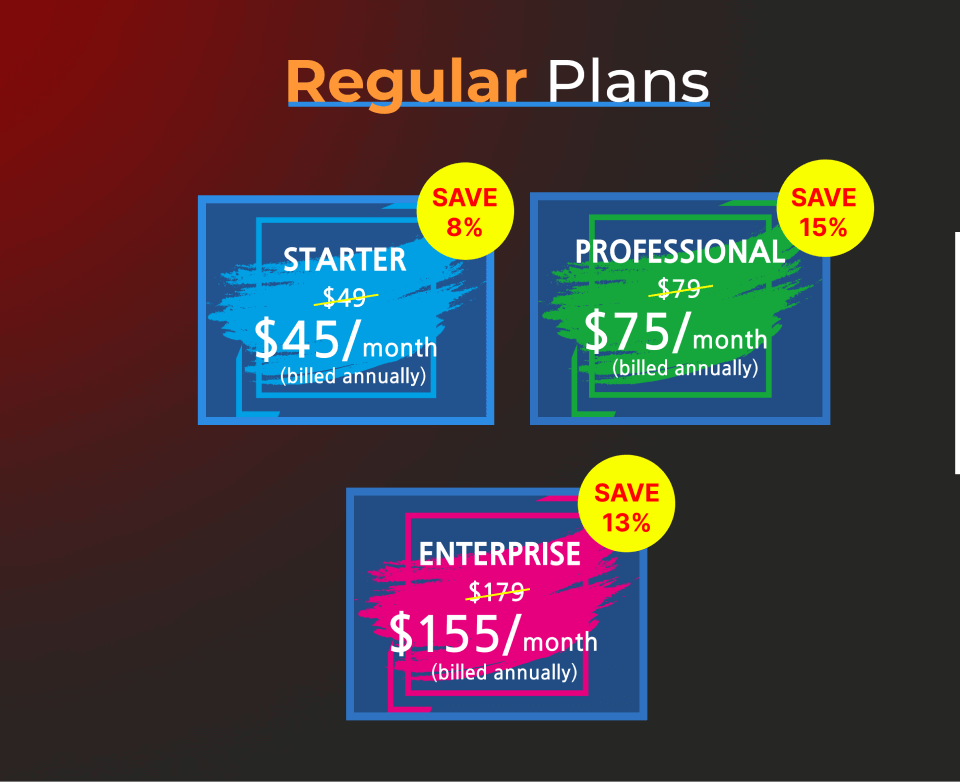 Regular Plans
SAVE
8%
STARTER
$49
$45/month
(billed annually)
SAVE
15%
PROFESSIONAL
$79
$75/month
(billed annually)
SAVE
13%
ENTERPRISE
$179
$155/month
(billed annually)